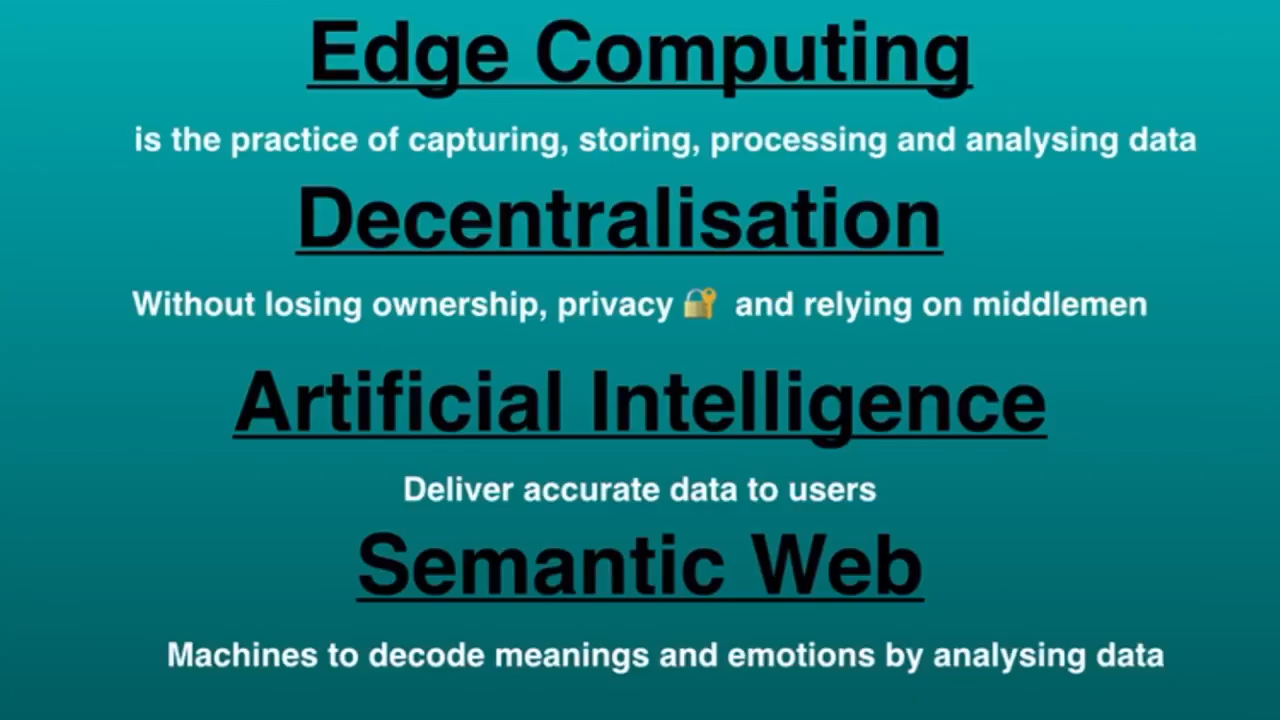 Edge Computing
is the practice of capturing, storing, processing and analysing data
Decentralisation
Without losing ownership, privacy 🔐 and relying on middlemen
Artificial Intelligence
Deliver accurate data to users
Semantic Web
Machines to decode meanings and emotions by analysing data